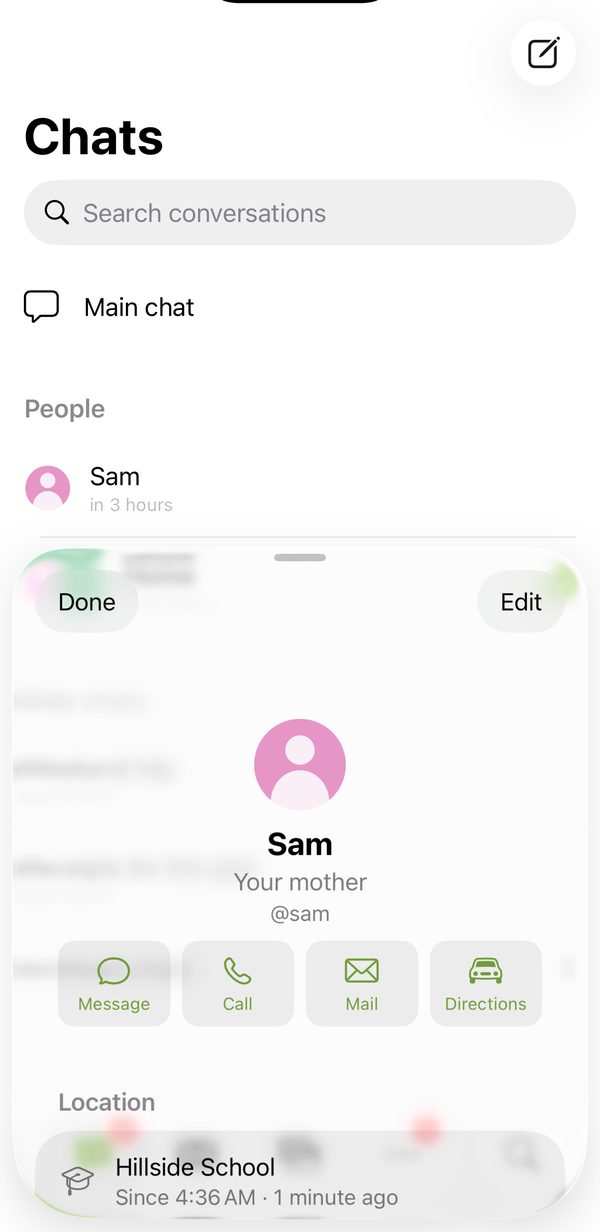 Chats
Search conversations
Main chat
People
Sam
in 3 hours
Done
Edit
Sam
Your mother
@sam
Message
Call
Mail
Directions
Location
Hillside School
Since 4:36 AM · 1 minute ago